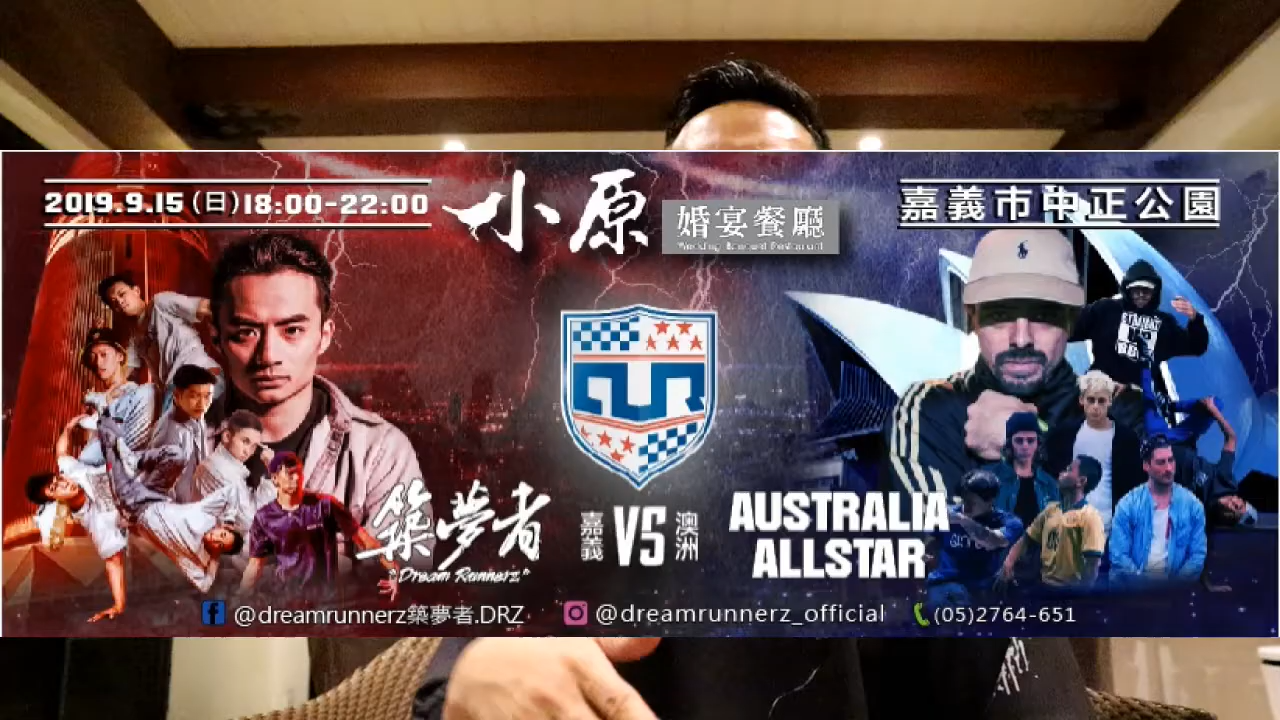 2019.9.15 (日)18:00-22:00
小原
婚宴餐廳
Wedding Banquet Restaurant
嘉義市中正公園
築夢者
"Dream Runnerz"
嘉義
VS
澳洲
AUSTRALIA
ALLSTAR
@dreamrunnerz築夢者.DRZ
@dreamrunnerz_official
(05)2764-651